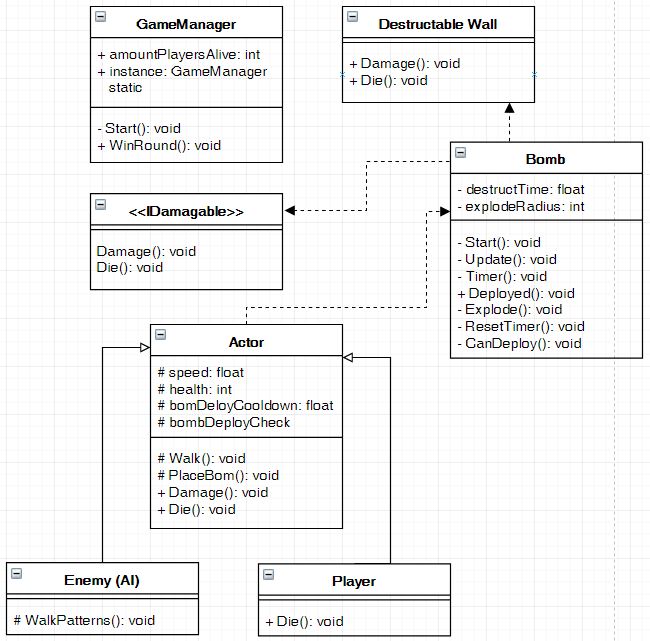 GameManager
+ amountPlayersAlive: int
+ instance: GameManager
static
- Start(): void
+ WinRound(): void
Destructable Wall
+ Damage(): void
+ Die(): void
Bomb
- destructTime: float
- explodeRadius: int
- Start(): void
- Update(): void
- Timer(): void
+ Deployed(): void
- Explode(): void
- ResetTimer(): void
- CanDeploy(): void
<<IDamagable>>
Damage(): void
Die(): void
Actor
# speed: float
# health: int
# bomDeloyCooldown: float
# bombDeployCheck
# Walk(): void
# PlaceBom(): void
+ Damage(): void
+ Die(): void
Enemy (AI)
# WalkPatterns(): void
Player
+ Die(): void